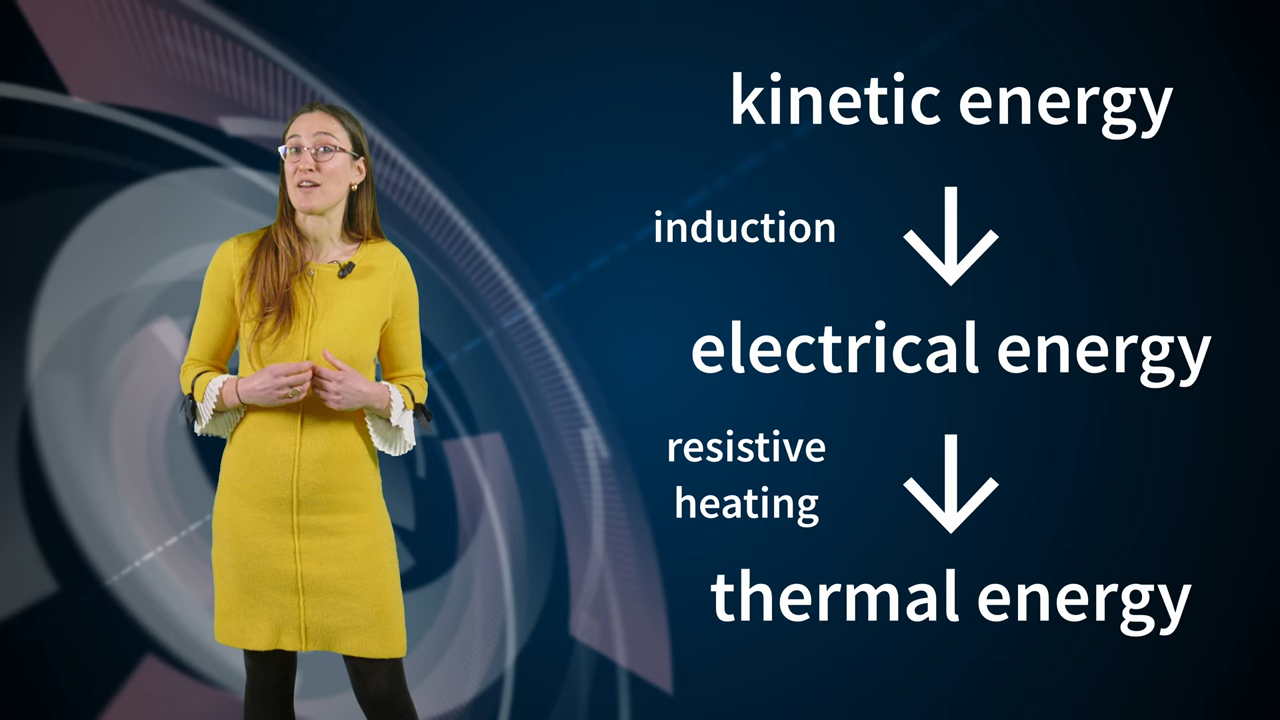 kinetic energy
induction
electrical energy
resistive
heating
thermal energy